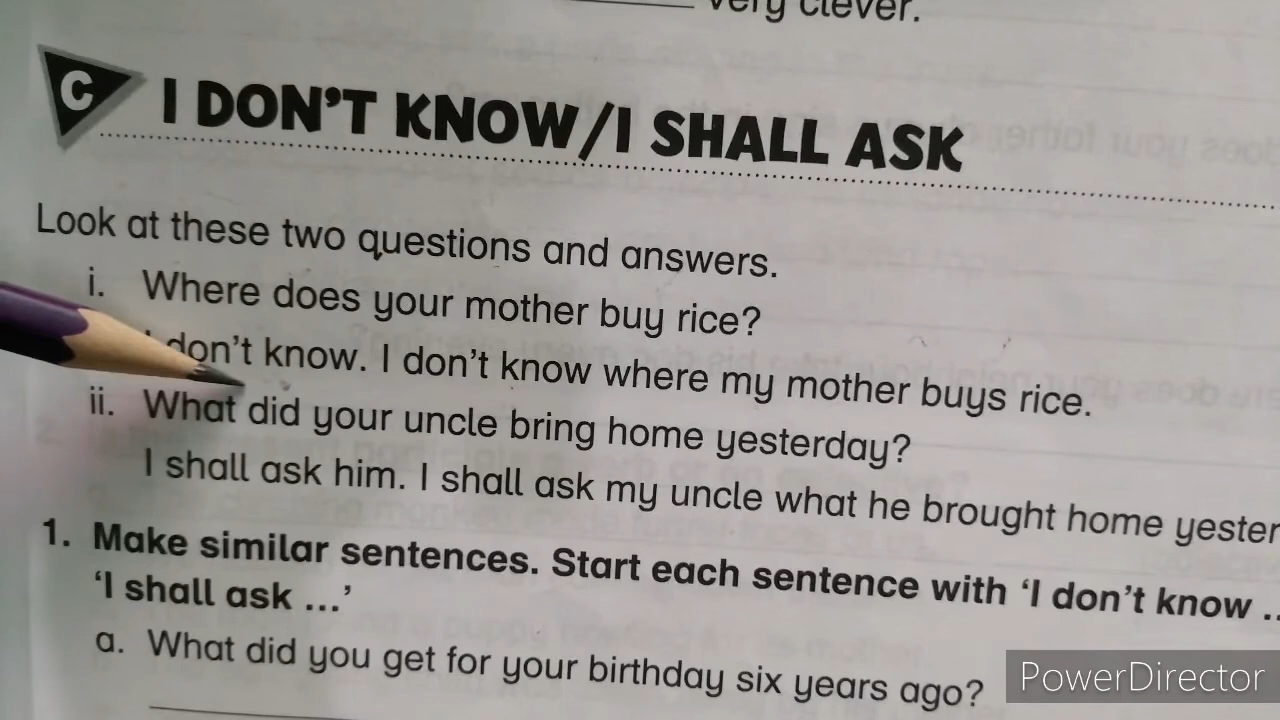 very clever.
C I DON'T KNOW/I SHALL ASK
Look at these two questions and answers.
i. Where does your mother buy rice?
don't know. I don't know where my mother buys rice.
ii. What did your uncle bring home yesterday?
I shall ask him. I shall ask my uncle what he brought home yester
1. Make similar sentences. Start each sentence with 'I don't know ..
'I shall ask ...'
a. What did you get for your birthday six years ago?
PowerDirector